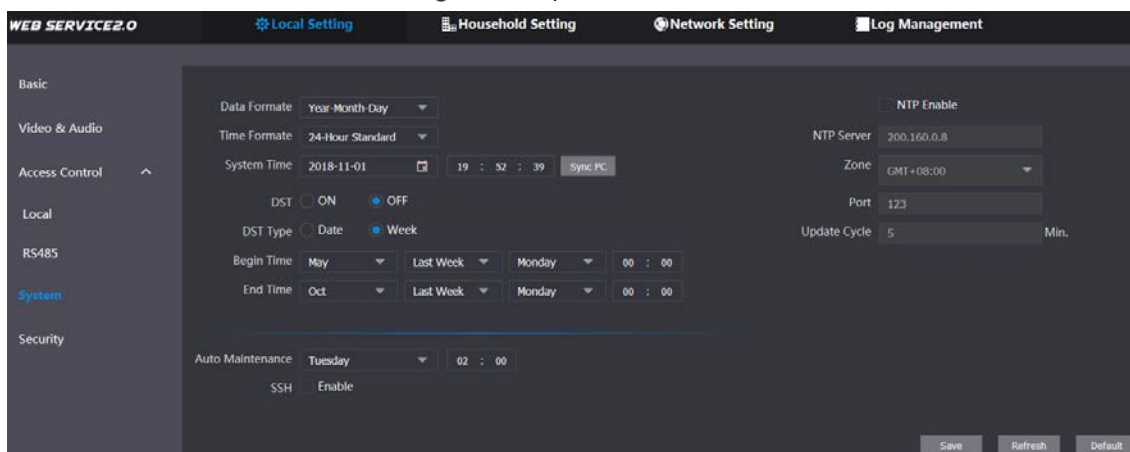 WEB SERVICE2.0 Local Setting Household Setting Network Setting Log Management
Basic
Video & Audio
Access Control
Local
RS485
System
Security
Data Formate Year-Month-Day
Time Formate 24-Hour Standard
System Time 2018-11-01 19 : 52 : 39 Sync PC
DST ON OFF
DST Type Date Week
Begin Time May Last Week Monday 00 : 00
End Time Oct Last Week Monday 00 : 00
Auto Maintenance Tuesday 02 : 00
SSH Enable
NTP Enable
NTP Server 200.160.0.8
Zone GMT+08:00
Port 123
Update Cycle 5 Min.
Save Refresh Default